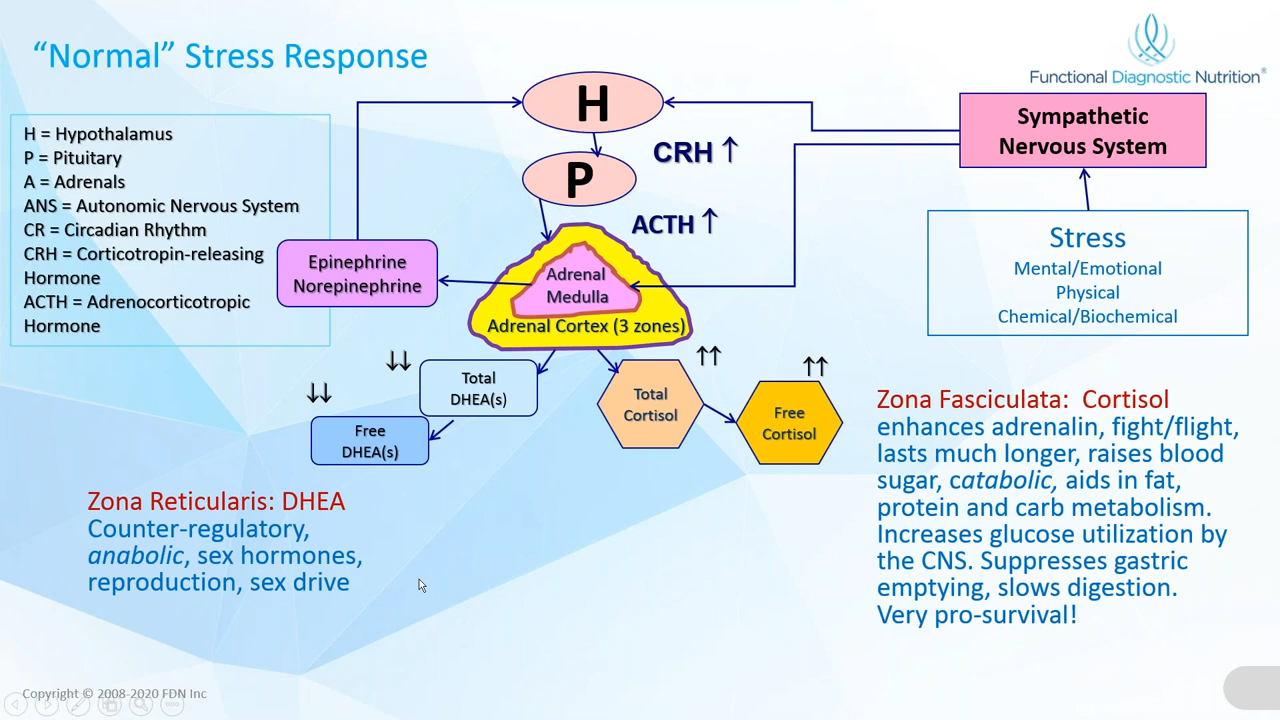 “Normal” Stress Response
Functional Diagnostic Nutrition®
H = Hypothalamus
P = Pituitary
A = Adrenals
ANS = Autonomic Nervous System
CR = Circadian Rhythm
CRH = Corticotropin-releasing
Hormone
ACTH = Adrenocorticotropic
Hormone
H
CRH ↑
P
ACTH ↑
Sympathetic
Nervous System
Stress
Mental/Emotional
Physical
Chemical/Biochemical
Epinephrine
Norepinephrine
Adrenal
Medulla
Adrenal Cortex (3 zones)
↓↓
Total
DHEA(s)
↓↓
Free
DHEA(s)
↑↑
Total
Cortisol
↑↑
Free
Cortisol
Zona Reticularis: DHEA
Counter-regulatory,
anabolic, sex hormones,
reproduction, sex drive
Zona Fasciculata: Cortisol
enhances adrenalin, fight/flight,
lasts much longer, raises blood
sugar, catabolic, aids in fat,
protein and carb metabolism.
Increases glucose utilization by
the CNS. Suppresses gastric
emptying, slows digestion.
Very pro-survival!
Copyright © 2008-2020 FDN Inc